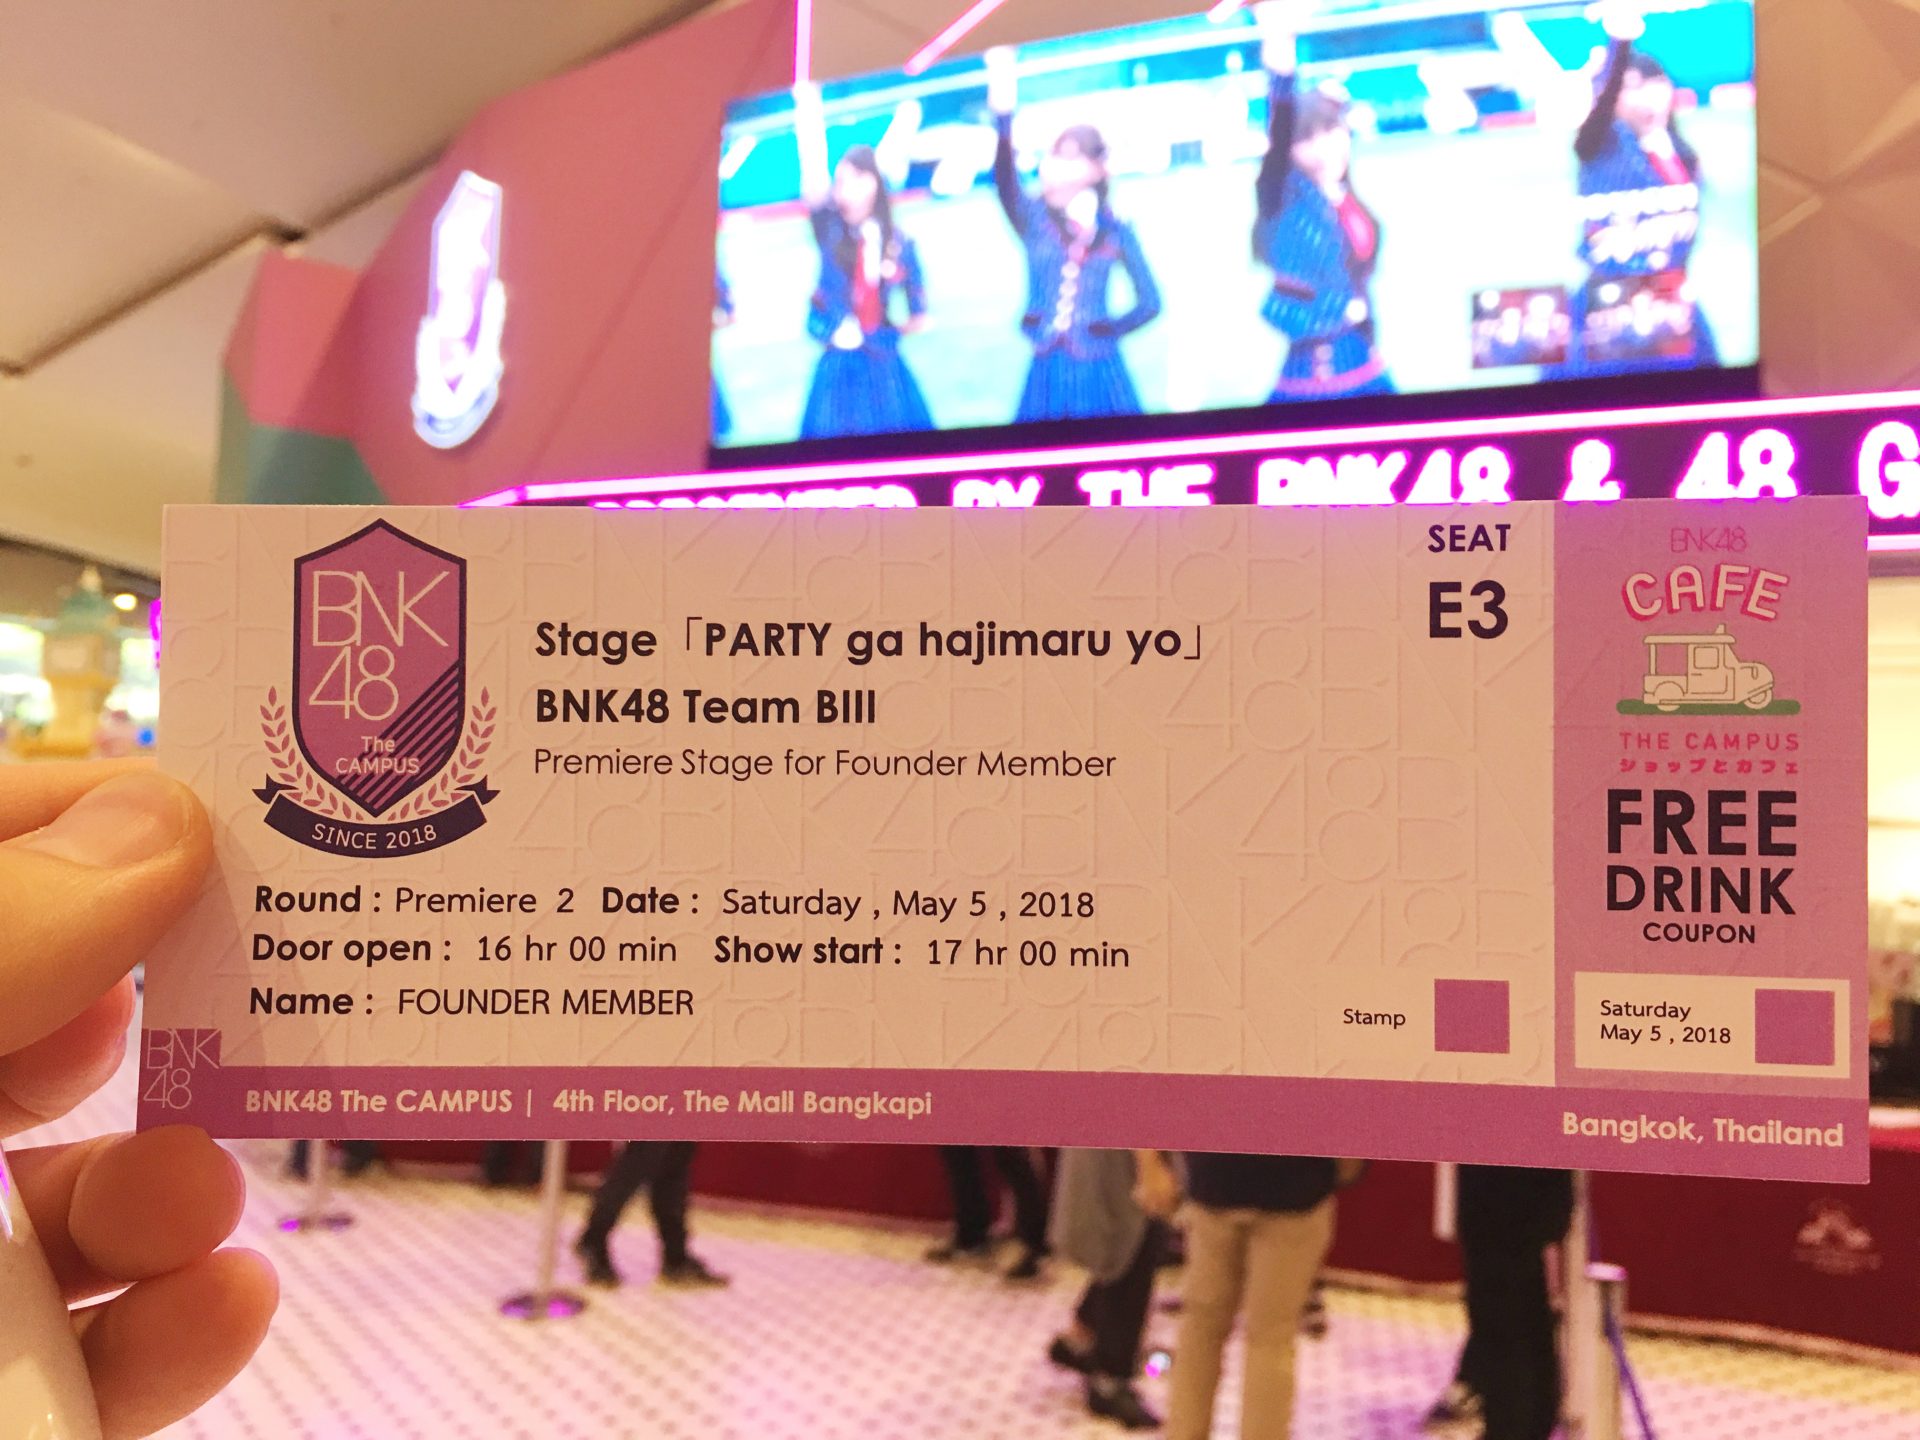 BY THE BNK48 & 48 G
BNK
48
The
CAMPUS
SINCE 2018
Stage「PARTY ga hajimaru yo」
BNK48 Team BIII
Premiere Stage for Founder Member
SEAT
E3
Round : Premiere 2 Date : Saturday , May 5 , 2018
Door open : 16 hr 00 min Show start : 17 hr 00 min
Name : FOUNDER MEMBER
Stamp
BNK
48
BNK48 The CAMPUS | 4th Floor, The Mall Bangkapi
BNK48
CAFE
THE CAMPUS
ショップとカフェ
FREE
DRINK
COUPON
Saturday
May 5 , 2018
Bangkok, Thailand